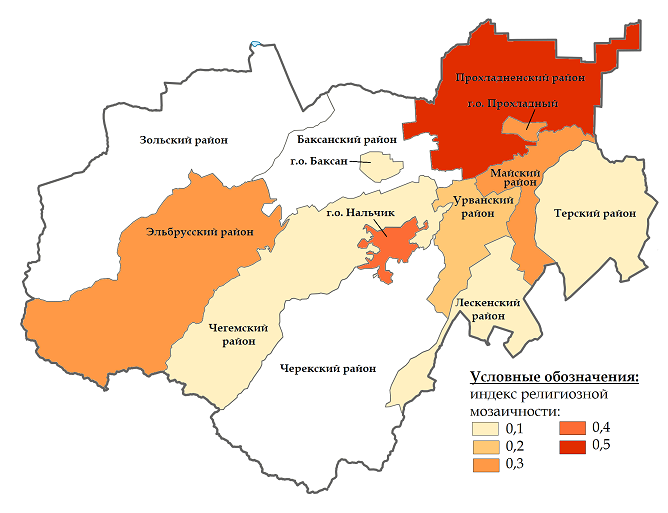 Прохладненский район
г.о. Прохладный
Зольский район
Баксанский район
г.о. Баксан
Майский
район
Урванский
район
г.о. Нальчик
Терский район
Эльбрусский район
Лескенский
район
Чегемский
район
Черекский район
Условные обозначения:
индекс религиозной
мозаичности:
0,1 0,4
0,2 0,5
0,3